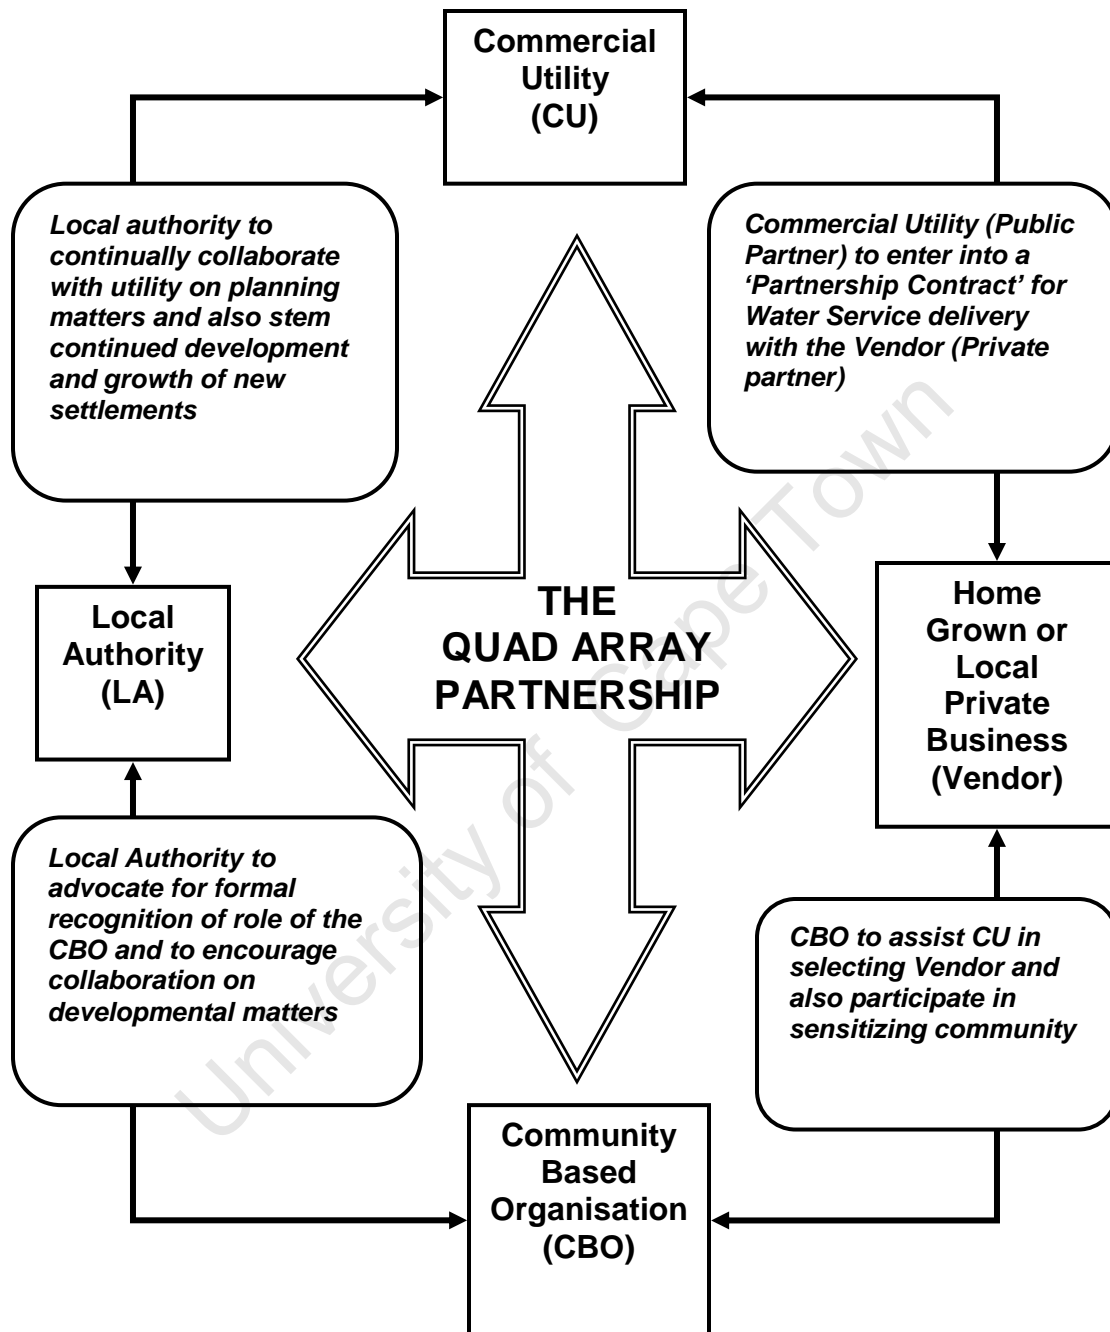 Commercial
Utility
(CU)
Local authority to
continually collaborate
with utility on planning
matters and also stem
continued development
and growth of new
settlements
Commercial Utility (Public
Partner) to enter into a
‘Partnership Contract’ for
Water Service delivery
with the Vendor (Private
partner)
Local
Authority
(LA)
THE
QUAD ARRAY
PARTNERSHIP
Home
Grown or
Local
Private
Business
(Vendor)
Local Authority to
advocate for formal
recognition of role of the
CBO and to encourage
collaboration on
developmental matters
CBO to assist CU in
selecting Vendor and
also participate in
sensitizing community
Community
Based
Organisation
(CBO)
University of Cape Town